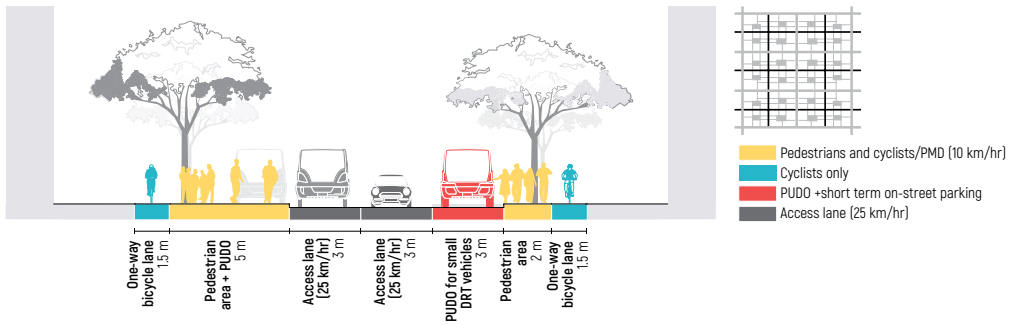 Pedestrians and cyclists/PMD (10 km/hr)
Cyclists only
PUDO +short term on-street parking
Access lane (25 km/hr)
One-way
bicycle lane
1.5 m
Pedestrian
area + PUDO
5 m
Access lane
(25 km/hr)
3 m
Access lane
(25 km/hr)
3 m
PUDO for small
DRT vehicles
3 m
Pedestrian
area
2 m
One-way
bicycle lane
1.5 m